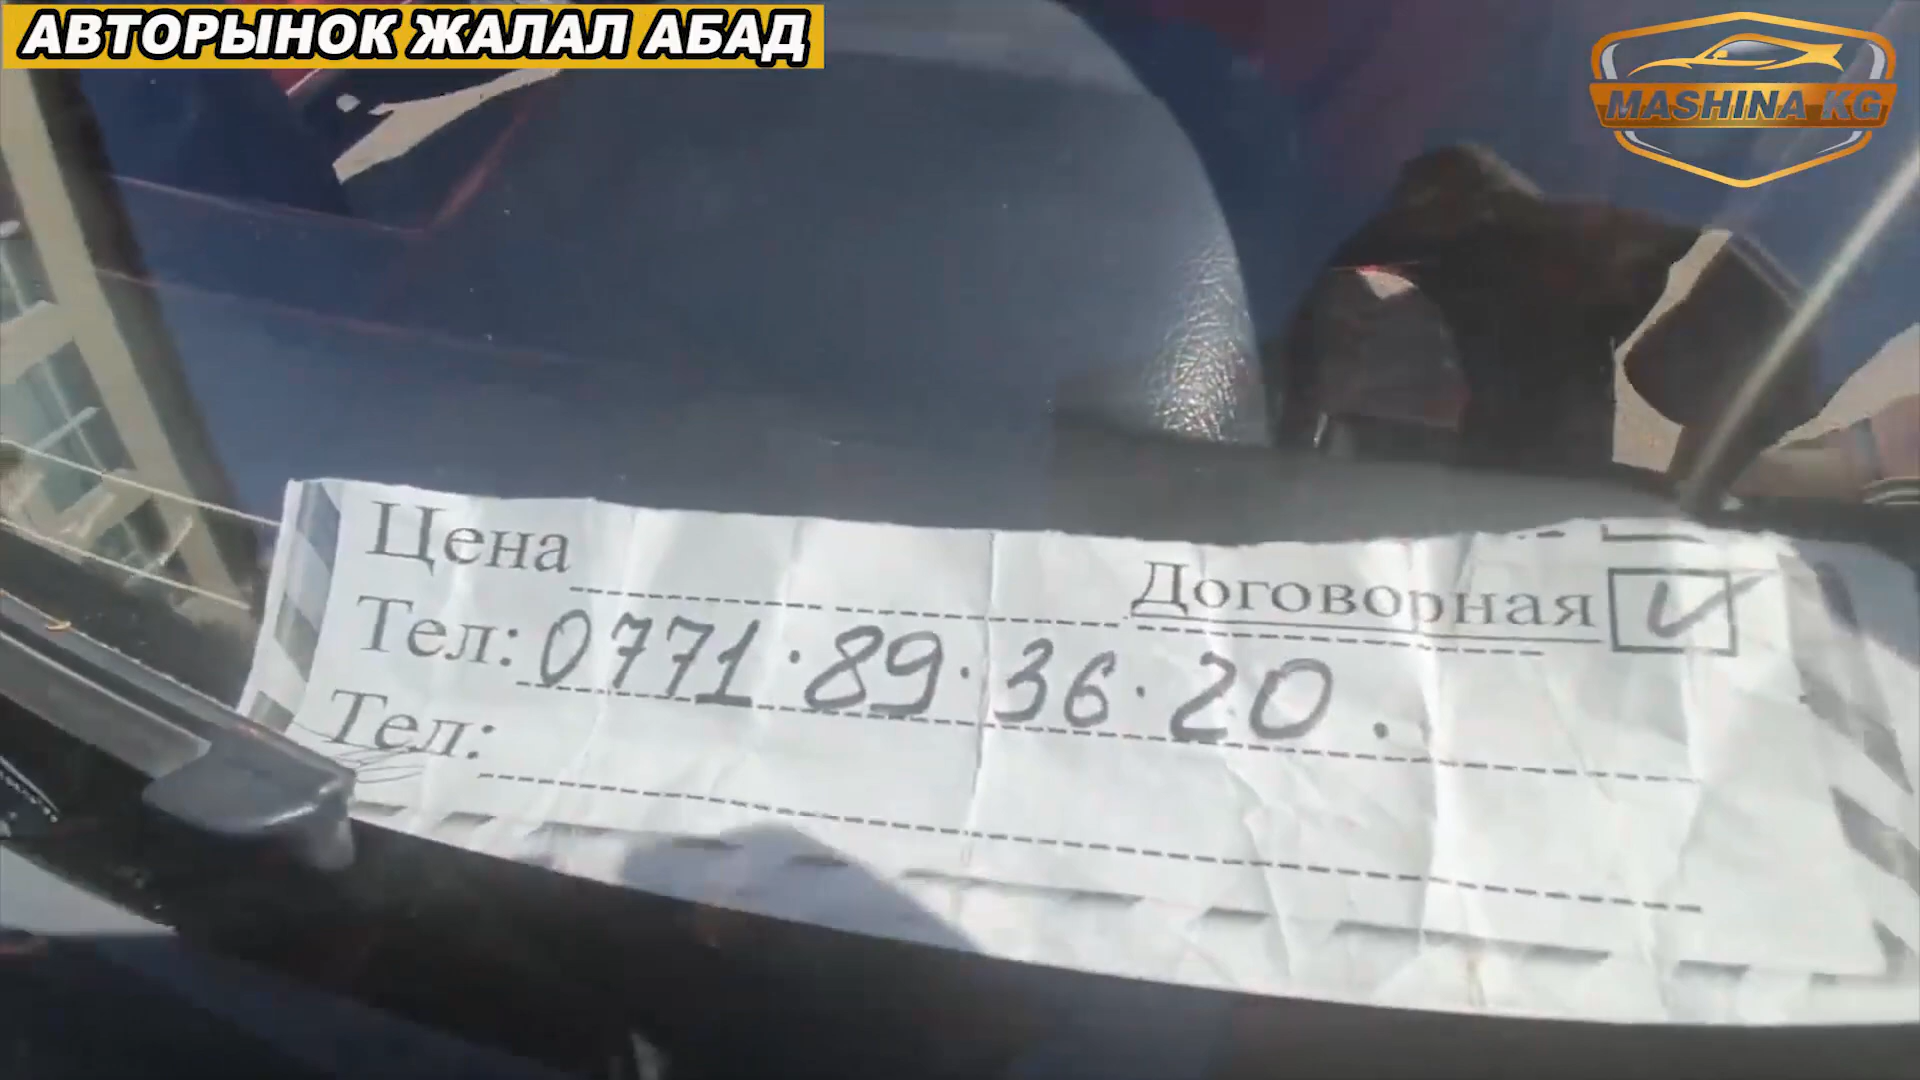 АВТОРЫНОК ЖАЛАЛ АБАД
MASHINA KG
Цена Договорная
Тел: 0771·89·36·20.
Тел: